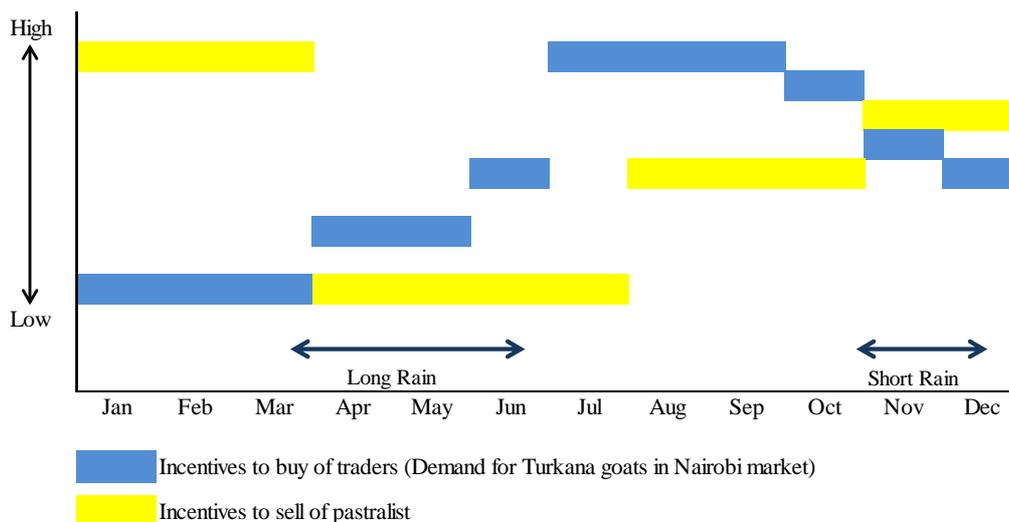 High
Low
Long Rain
Short Rain
Jan Feb Mar Apr May Jun Jul Aug Sep Oct Nov Dec
Incentives to buy of traders (Demand for Turkana goats in Nairobi market)
Incentives to sell of pastralist